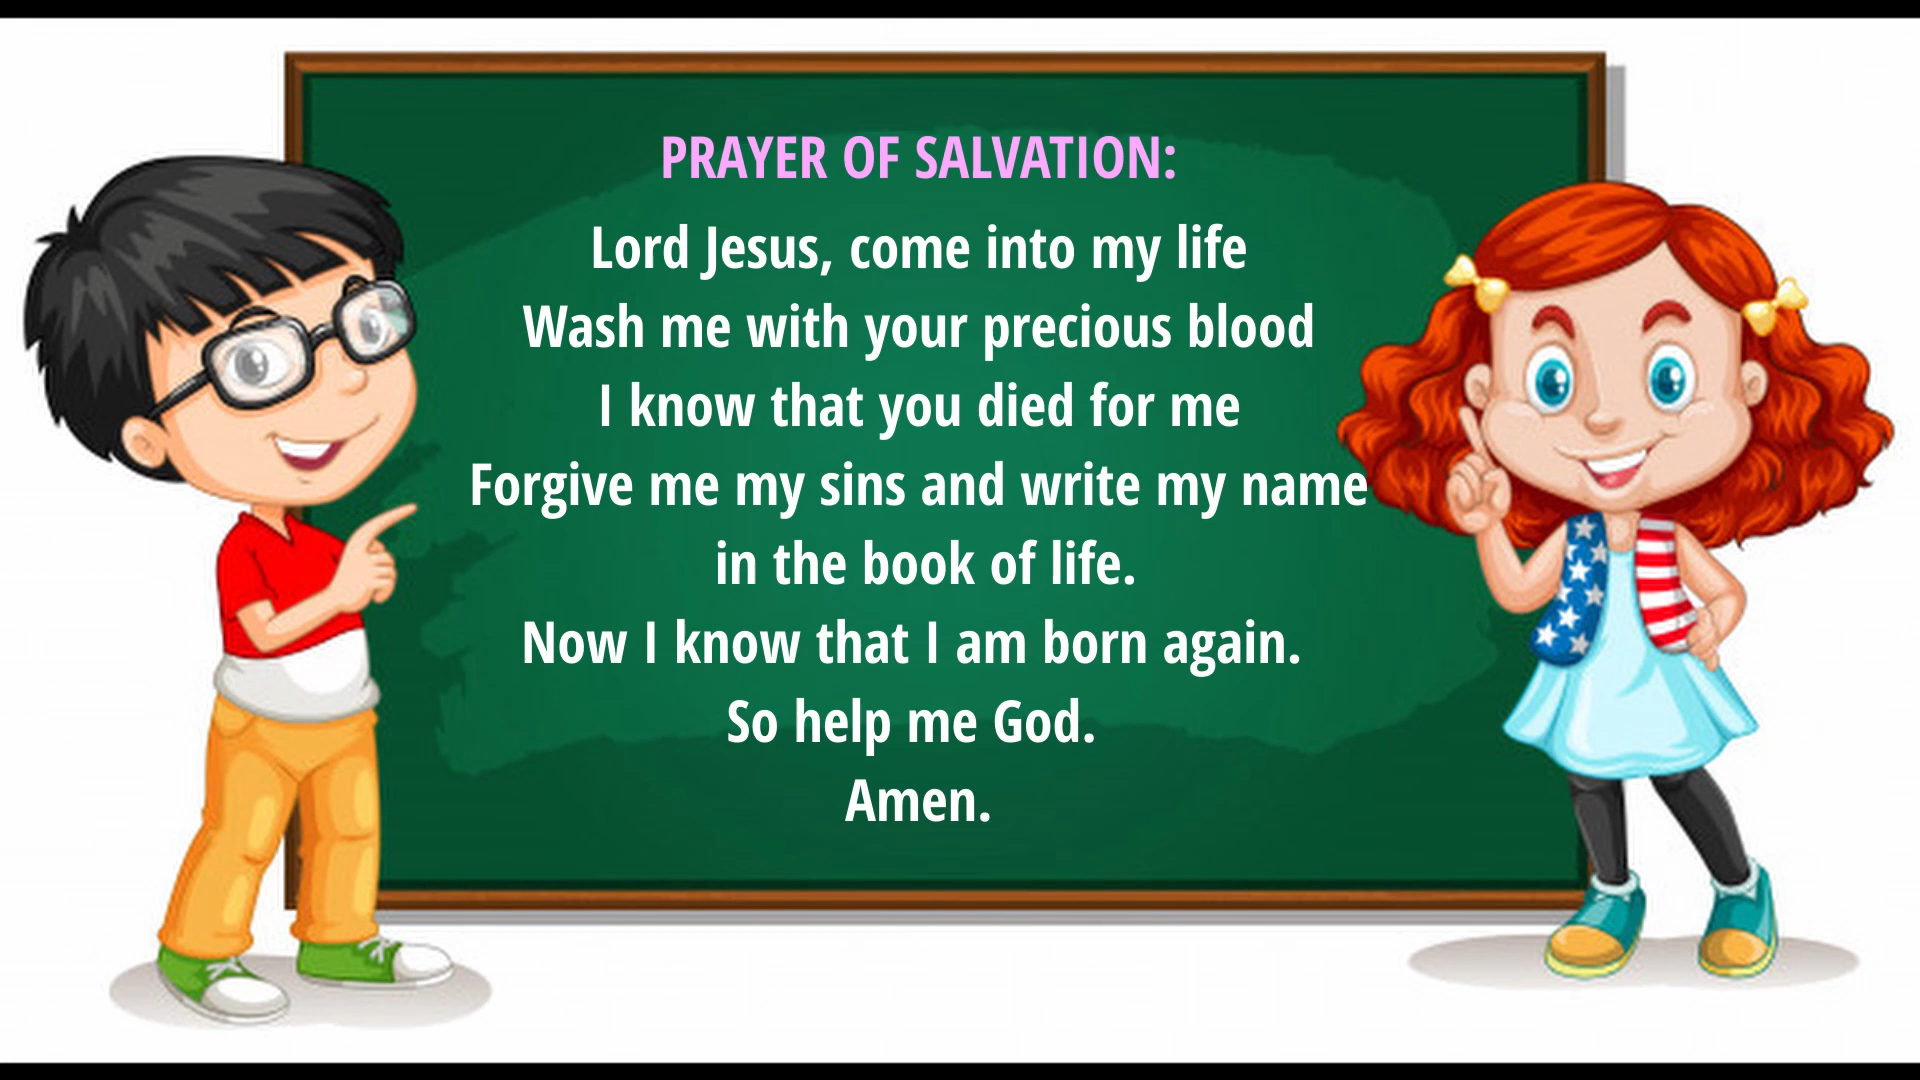 PRAYER OF SALVATION:
Lord Jesus, come into my life
Wash me with your precious blood
I know that you died for me
Forgive me my sins and write my name
in the book of life.
Now I know that I am born again.
So help me God.
Amen.